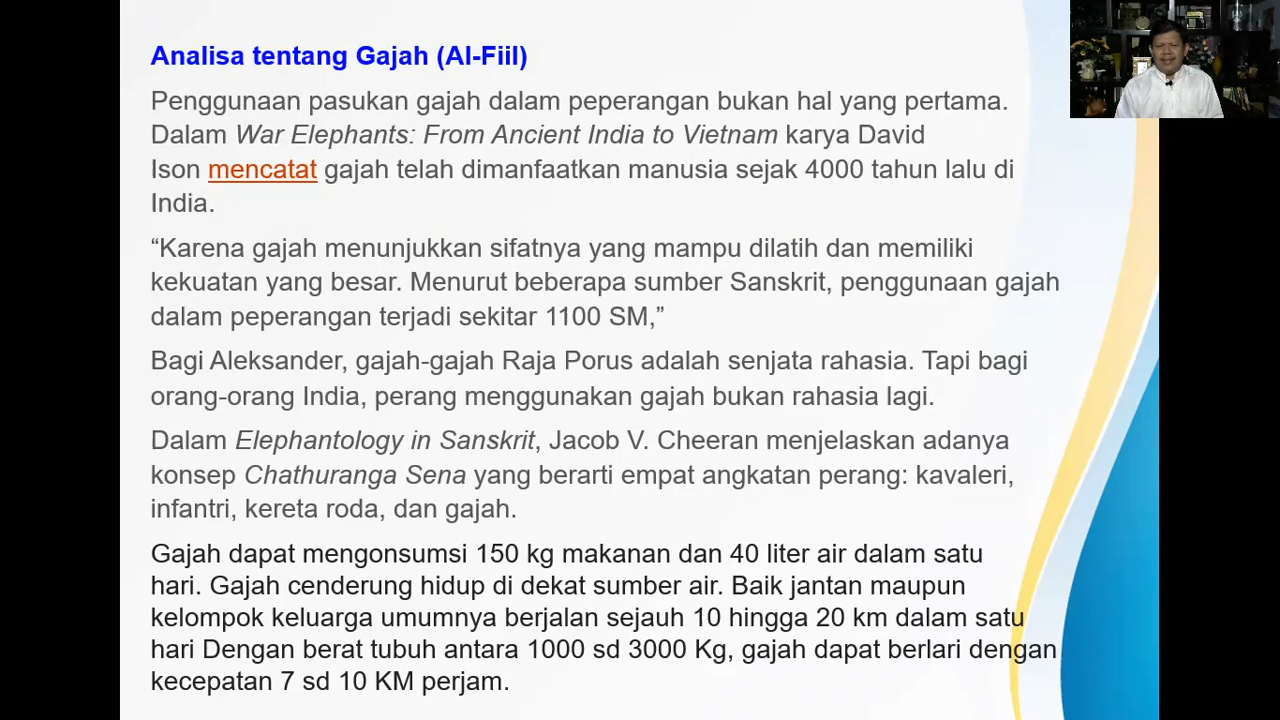 Analisa tentang Gajah (Al-Fiil)
Penggunaan pasukan gajah dalam peperangan bukan hal yang pertama.
Dalam War Elephants: From Ancient India to Vietnam karya David
Ison mencatat gajah telah dimanfaatkan manusia sejak 4000 tahun lalu di
India.
“Karena gajah menunjukkan sifatnya yang mampu dilatih dan memiliki
kekuatan yang besar. Menurut beberapa sumber Sanskrit, penggunaan gajah
dalam peperangan terjadi sekitar 1100 SM,”
Bagi Aleksander, gajah-gajah Raja Porus adalah senjata rahasia. Tapi bagi
orang-orang India, perang menggunakan gajah bukan rahasia lagi.
Dalam Elephantology in Sanskrit, Jacob V. Cheeran menjelaskan adanya
konsep Chathuranga Sena yang berarti empat angkatan perang: kavaleri,
infantri, kereta roda, dan gajah.
Gajah dapat mengonsumsi 150 kg makanan dan 40 liter air dalam satu
hari. Gajah cenderung hidup di dekat sumber air. Baik jantan maupun
kelompok keluarga umumnya berjalan sejauh 10 hingga 20 km dalam satu
hari Dengan berat tubuh antara 1000 sd 3000 Kg, gajah dapat berlari dengan
kecepatan 7 sd 10 KM perjam.